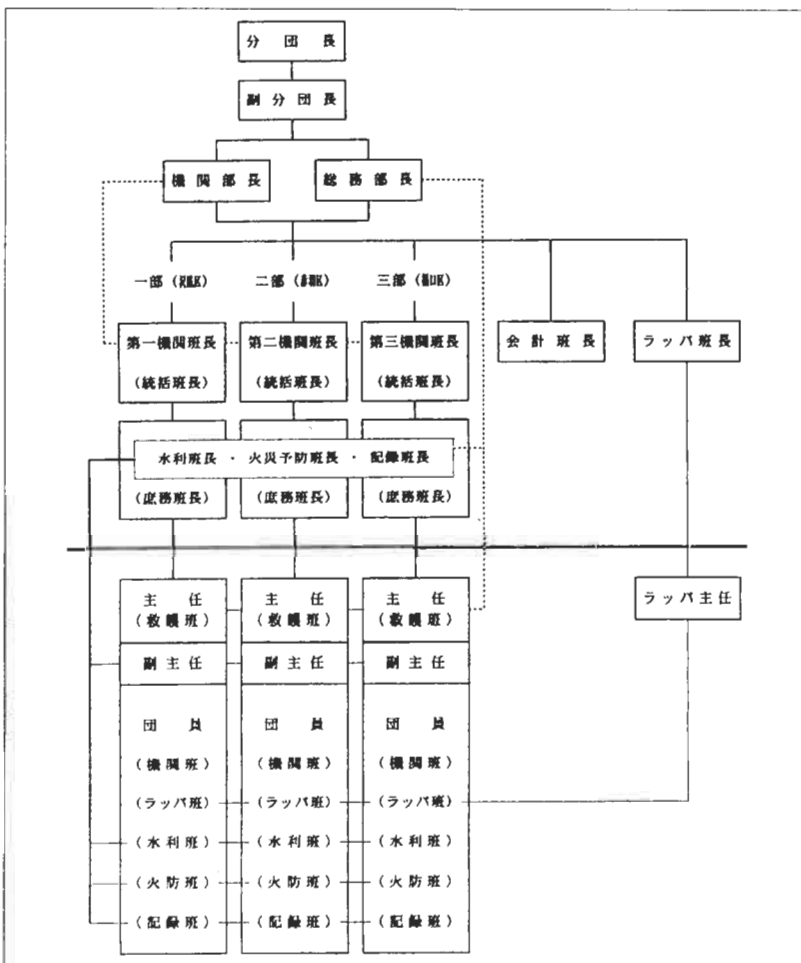 分団長
副分団長
機関部長 総務部長
一部 二部 三部
第一機関班長 第二機関班長 第三機関班長 会計班長 ラッパ班長
(統括班長) (統括班長) (統括班長)
水利班長・火災予防班長・記録班長
(庶務班長) (庶務班長) (庶務班長)
主任 主任 主任 ラッパ主任
(救護班) (救護班) (救護班)
副主任 副主任 副主任
団員 団員 団員
(機関班) (機関班) (機関班)
(ラッパ班) (ラッパ班) (ラッパ班)
(水利班) (水利班) (水利班)
(火防班) (火防班) (火防班)
(記録班) (記録班) (記録班)